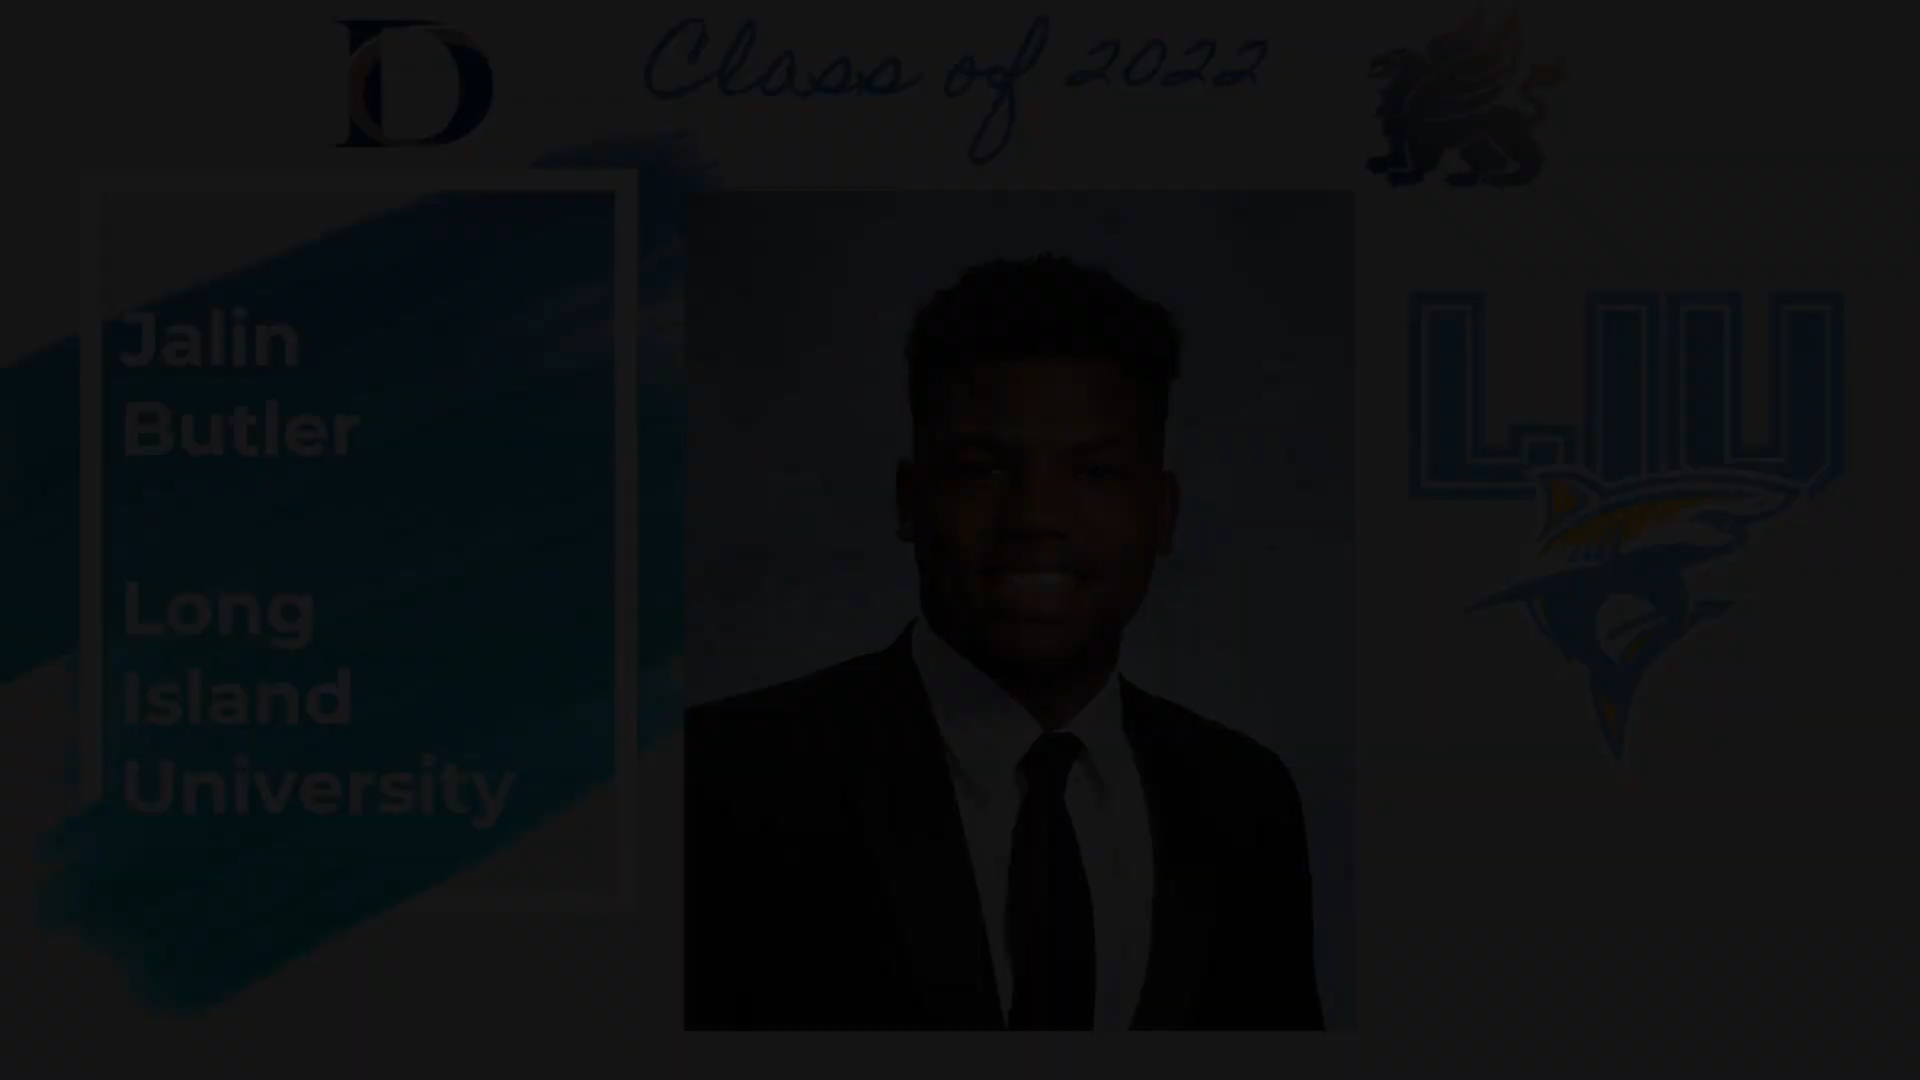 Class of 2022
Jalin
Butler
Long
Island
University
LIU